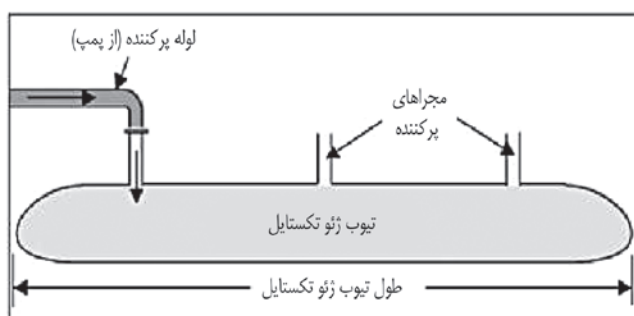 لوله پرکننده (از پمپ)
مجراهای
پرکننده
تیوب ژئو تکستایل
طول تیوب ژئو تکستایل